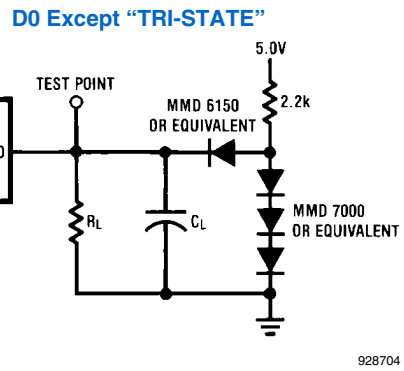 D0 Except “TRI-STATE”
5.0V
TEST POINT
2.2k
MMD 6150
OR EQUIVALENT
MMD 7000
OR EQUIVALENT
RL
CL
928704